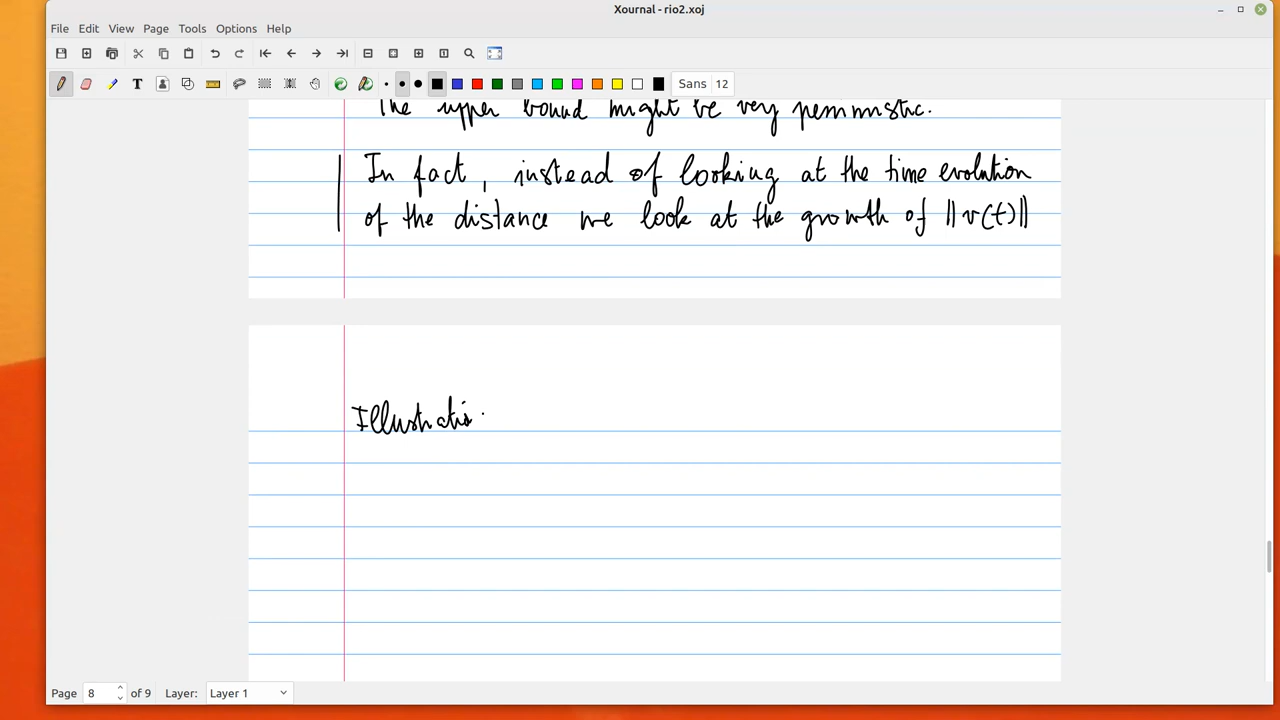 Xournal - rio2.xoj
File Edit View Page Tools Options Help
Sans 12
The upper bound might be very pessimistic.
In fact, instead of looking at the time evolution
of the distance we look at the growth of ||v(t)||
Illustratio
Page 8 of 9 Layer: Layer 1